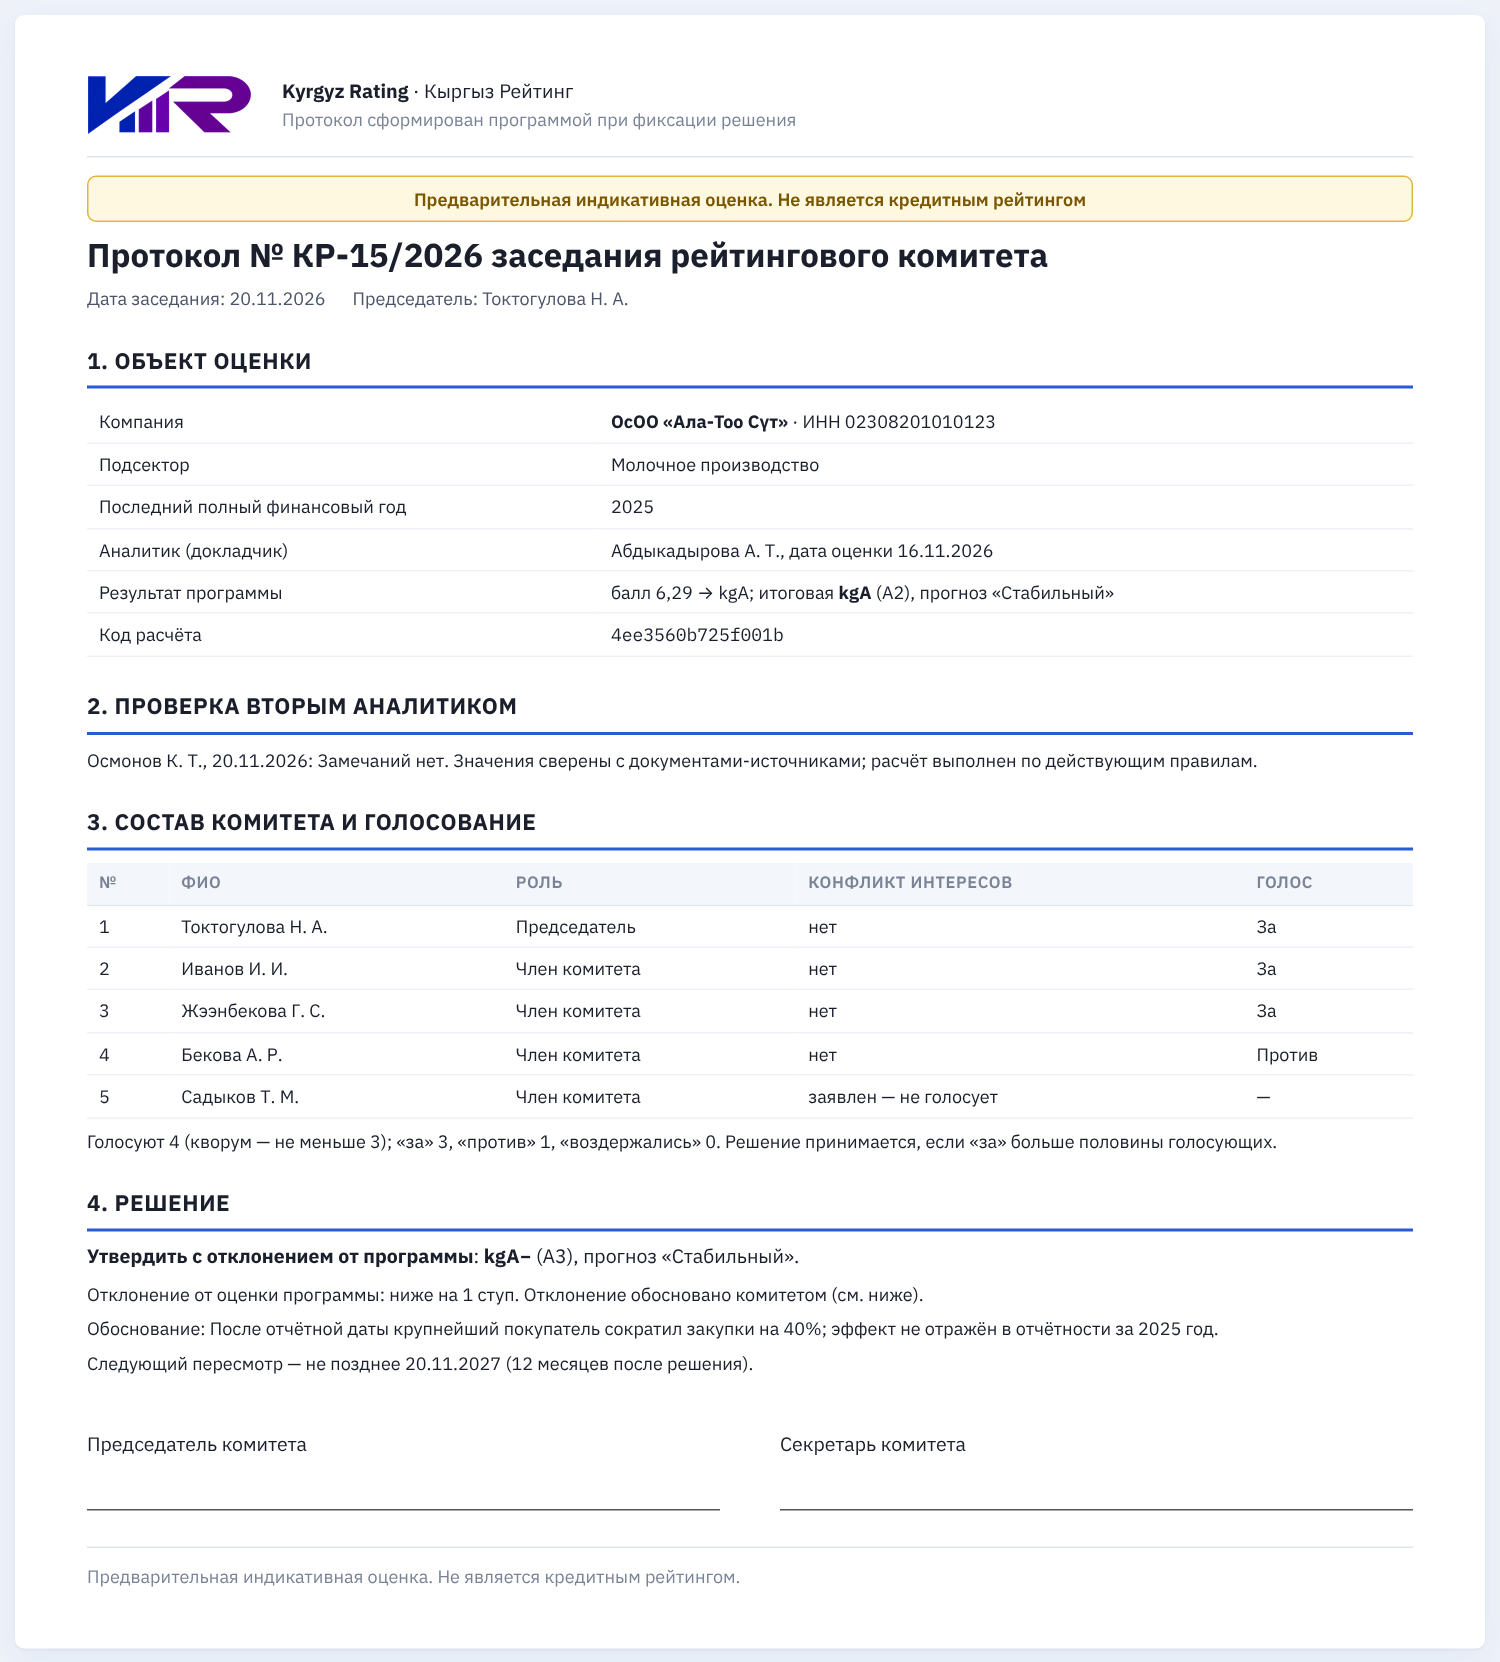 KR
Kyrgyz Rating · Кыргыз Рейтинг
Протокол сформирован программой при фиксации решения
Предварительная индикативная оценка. Не является кредитным рейтингом
Протокол № КР-15/2026 заседания рейтингового комитета
Дата заседания: 20.11.2026 Председатель: Токтогулова Н. А.
1. ОБЪЕКТ ОЦЕНКИ
Компания ОсОО «Ала-Тоо Сүт» · ИНН 02308201010123
Подсектор Молочное производство
Последний полный финансовый год 2025
Аналитик (докладчик) Абдыкадырова А. Т., дата оценки 16.11.2026
Результат программы балл 6,29 → kgA; итоговая kgA (A2), прогноз «Стабильный»
Код расчёта 4ee3560b725f001b
2. ПРОВЕРКА ВТОРЫМ АНАЛИТИКОМ
Осмонов К. Т., 20.11.2026: Замечаний нет. Значения сверены с документами-источниками; расчёт выполнен по действующим правилам.
3. СОСТАВ КОМИТЕТА И ГОЛОСОВАНИЕ
№ ФИО РОЛЬ КОНФЛИКТ ИНТЕРЕСОВ ГОЛОС
1 Токтогулова Н. А. Председатель нет За
2 Иванов И. И. Член комитета нет За
3 Жээнбекова Г. С. Член комитета нет За
4 Бекова А. Р. Член комитета нет Против
5 Садыков Т. М. Член комитета заявлен — не голосует —
Голосуют 4 (кворум — не меньше 3); «за» 3, «против» 1, «воздержались» 0. Решение принимается, если «за» больше половины голосующих.
4. РЕШЕНИЕ
Утвердить с отклонением от программы: kgA− (A3), прогноз «Стабильный».
Отклонение от оценки программы: ниже на 1 ступ. Отклонение обосновано комитетом (см. ниже).
Обоснование: После отчётной даты крупнейший покупатель сократил закупки на 40%; эффект не отражён в отчётности за 2025 год.
Следующий пересмотр — не позднее 20.11.2027 (12 месяцев после решения).
Председатель комитета Секретарь комитета
Предварительная индикативная оценка. Не является кредитным рейтингом.